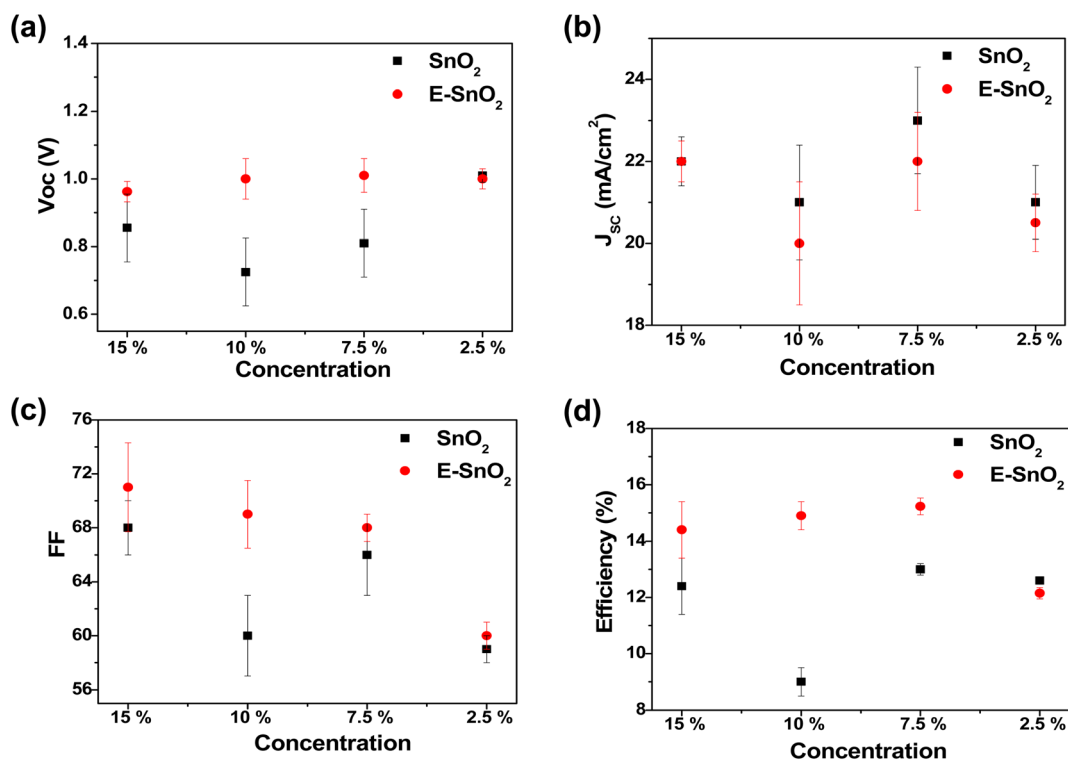 (a)
1.4
1.2
1.0
0.8
0.6
Voc (V)
SnO₂
E-SnO₂
15 % 10 % 7.5 % 2.5 %
Concentration
(b)
24
22
20
18
J_SC (mA/cm²)
SnO₂
E-SnO₂
15 % 10 % 7.5 % 2.5 %
Concentration
(c)
76
72
68
64
60
56
FF
SnO₂
E-SnO₂
15 % 10 % 7.5 % 2.5 %
Concentration
(d)
18
16
14
12
10
8
Efficiency (%)
SnO₂
E-SnO₂
15 % 10 % 7.5 % 2.5 %
Concentration